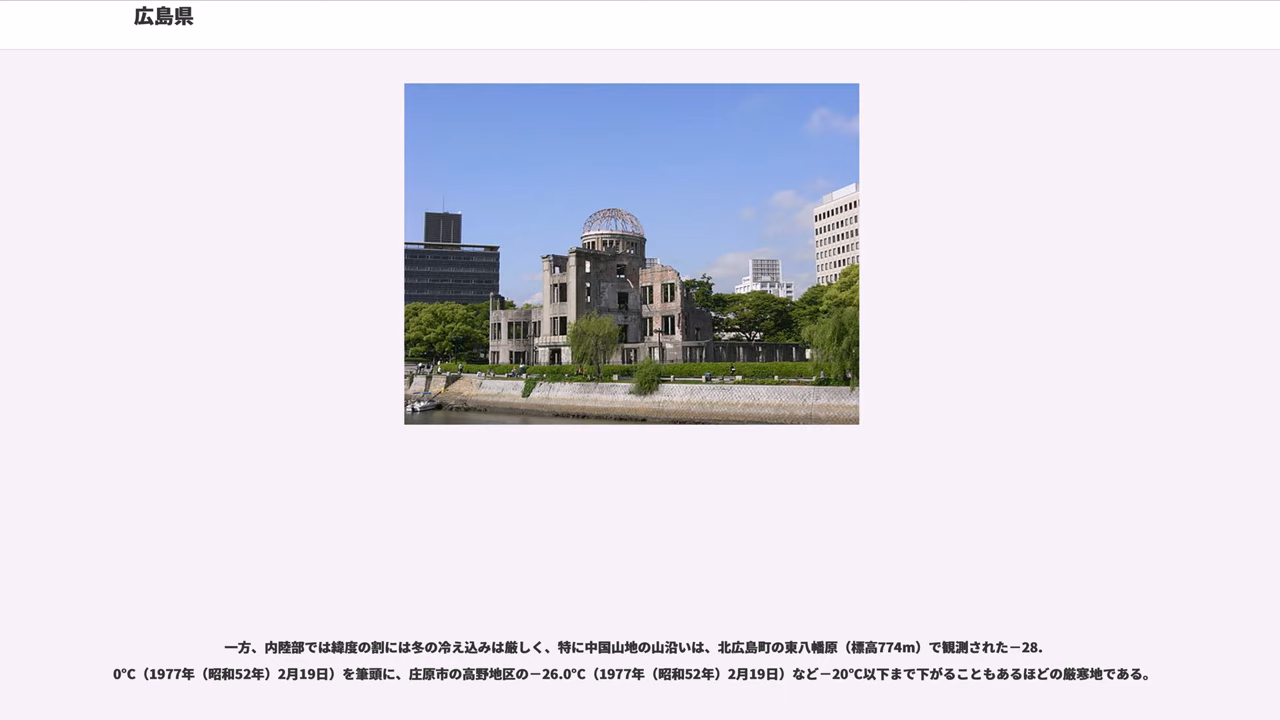 広島県
一方、内陸部では緯度の割には冬の冷え込みは厳しく、特に中国山地の山沿いは、北広島町の東八幡原（標高774m）で観測された−28.
0℃（1977年（昭和52年）2月19日）を筆頭に、庄原市の高野地区の−26.0℃（1977年（昭和52年）2月19日）など−20℃以下まで下がることもあるほどの厳寒地である。